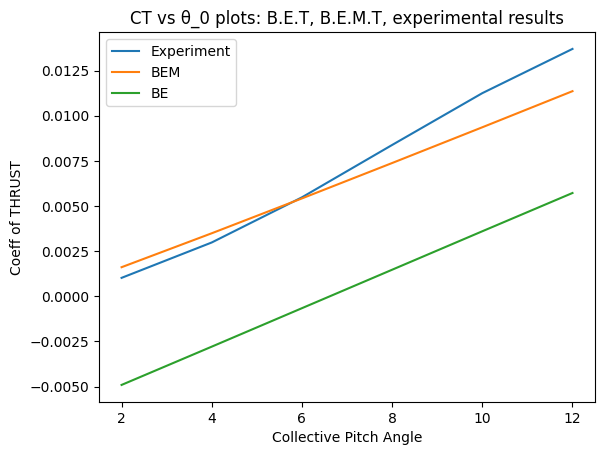 CT vs θ_0 plots: B.E.T, B.E.M.T, experimental results
Experiment
BEM
BE
0.0125
0.0100
0.0075
0.0050
0.0025
0.0000
−0.0025
−0.0050
Coeff of THRUST
2 4 6 8 10 12
Collective Pitch Angle